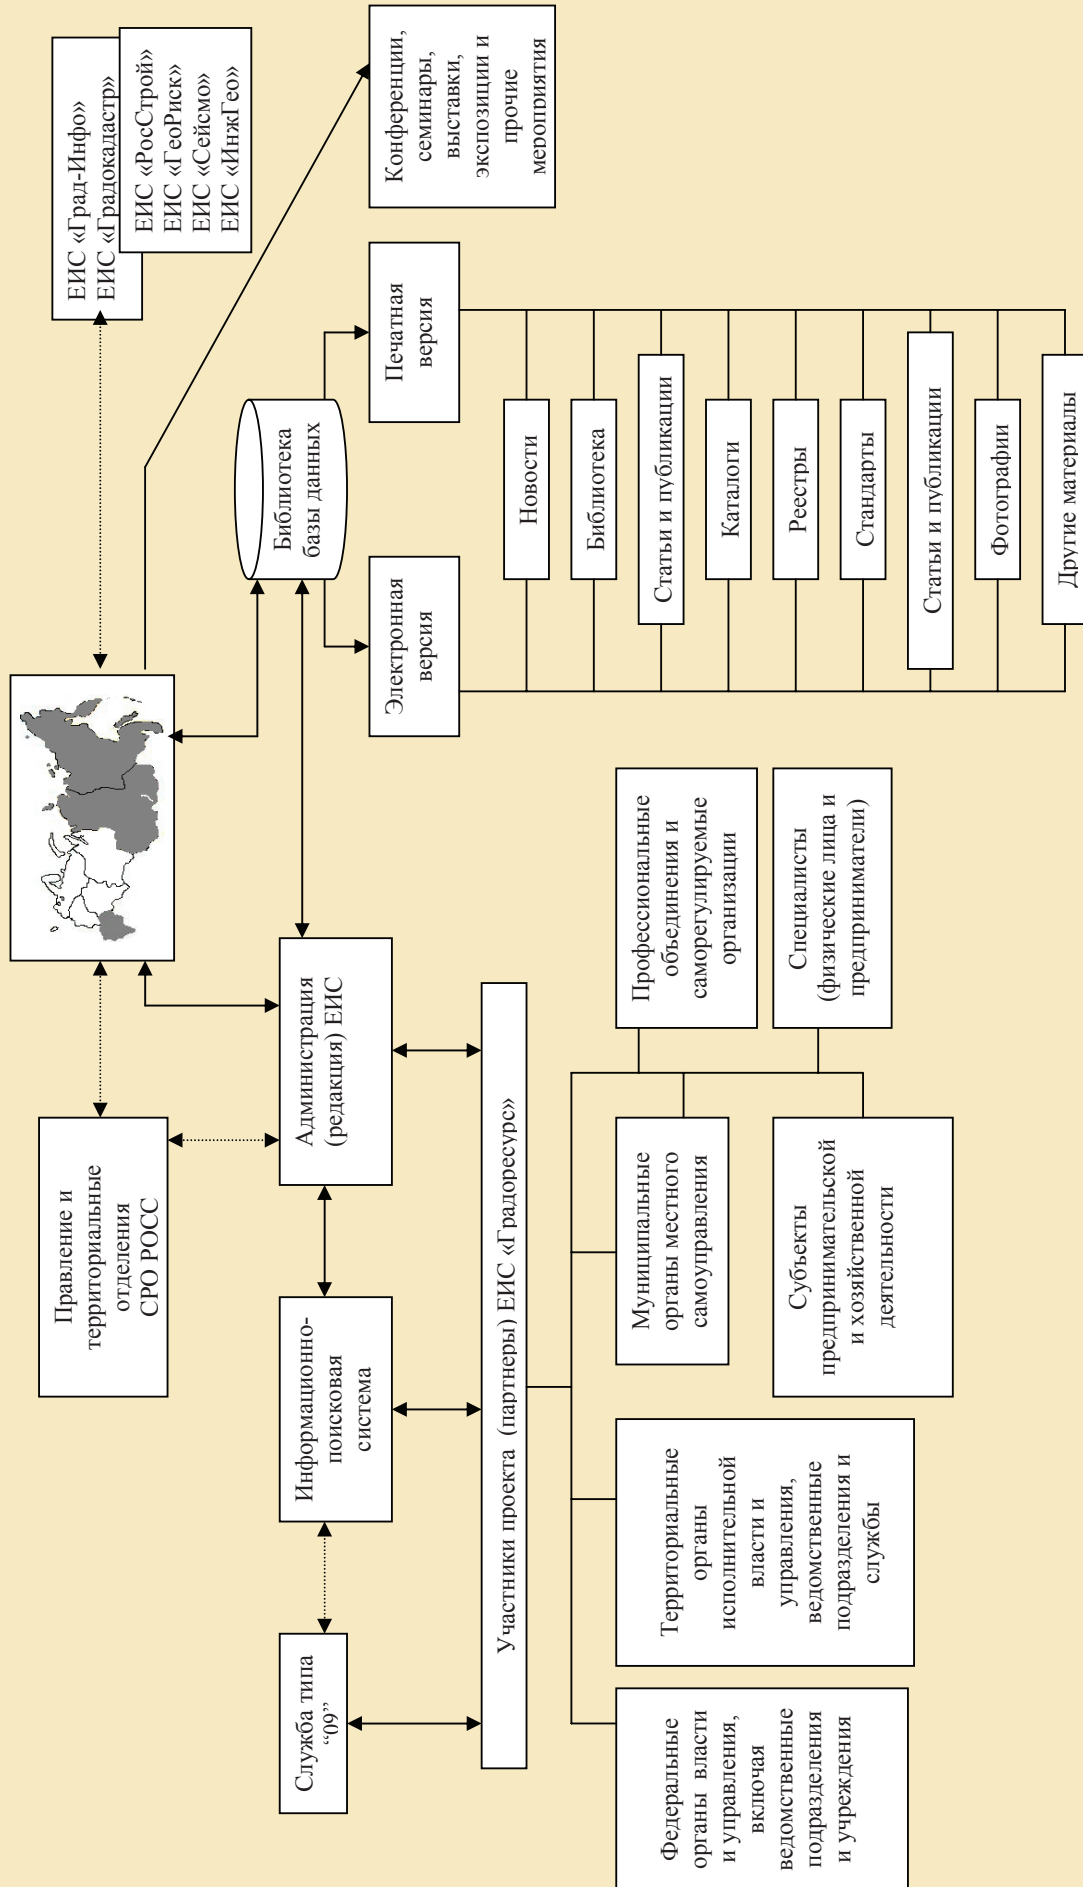 Правление и
территориальные
отделения
СРО РОСС
ЕИС «Град-Инфо»
ЕИС «Градокадастр»
ЕИС «РосСтрой»
ЕИС «ГеоРиск»
ЕИС «Сейсмо»
ЕИС «ИнжГео»
Служба типа
“09”
Информационно-
поисковая
система
Администрация
(редакция) ЕИС
Библиотека
базы данных
Конференции,
семинары,
выставки,
экспозиции и
прочие
мероприятия
Электронная
версия
Печатная
версия
Участники проекта (партнеры) ЕИС «Градоресурс»
Новости
Библиотека
Статьи и публикации
Каталоги
Реестры
Стандарты
Статьи и публикации
Фотографии
Другие материалы
Федеральные
органы власти
и управления,
включая
ведомственные
подразделения
и учреждения
Территориальные
органы
исполнительной
власти и
управления,
ведомственные
подразделения и
службы
Муниципальные
органы местного
самоуправления
Профессиональные
объединения и
саморегулируемые
организации
Субъекты
предпринимательской
и хозяйственной
деятельности
Специалисты
(физические лица и
предприниматели)